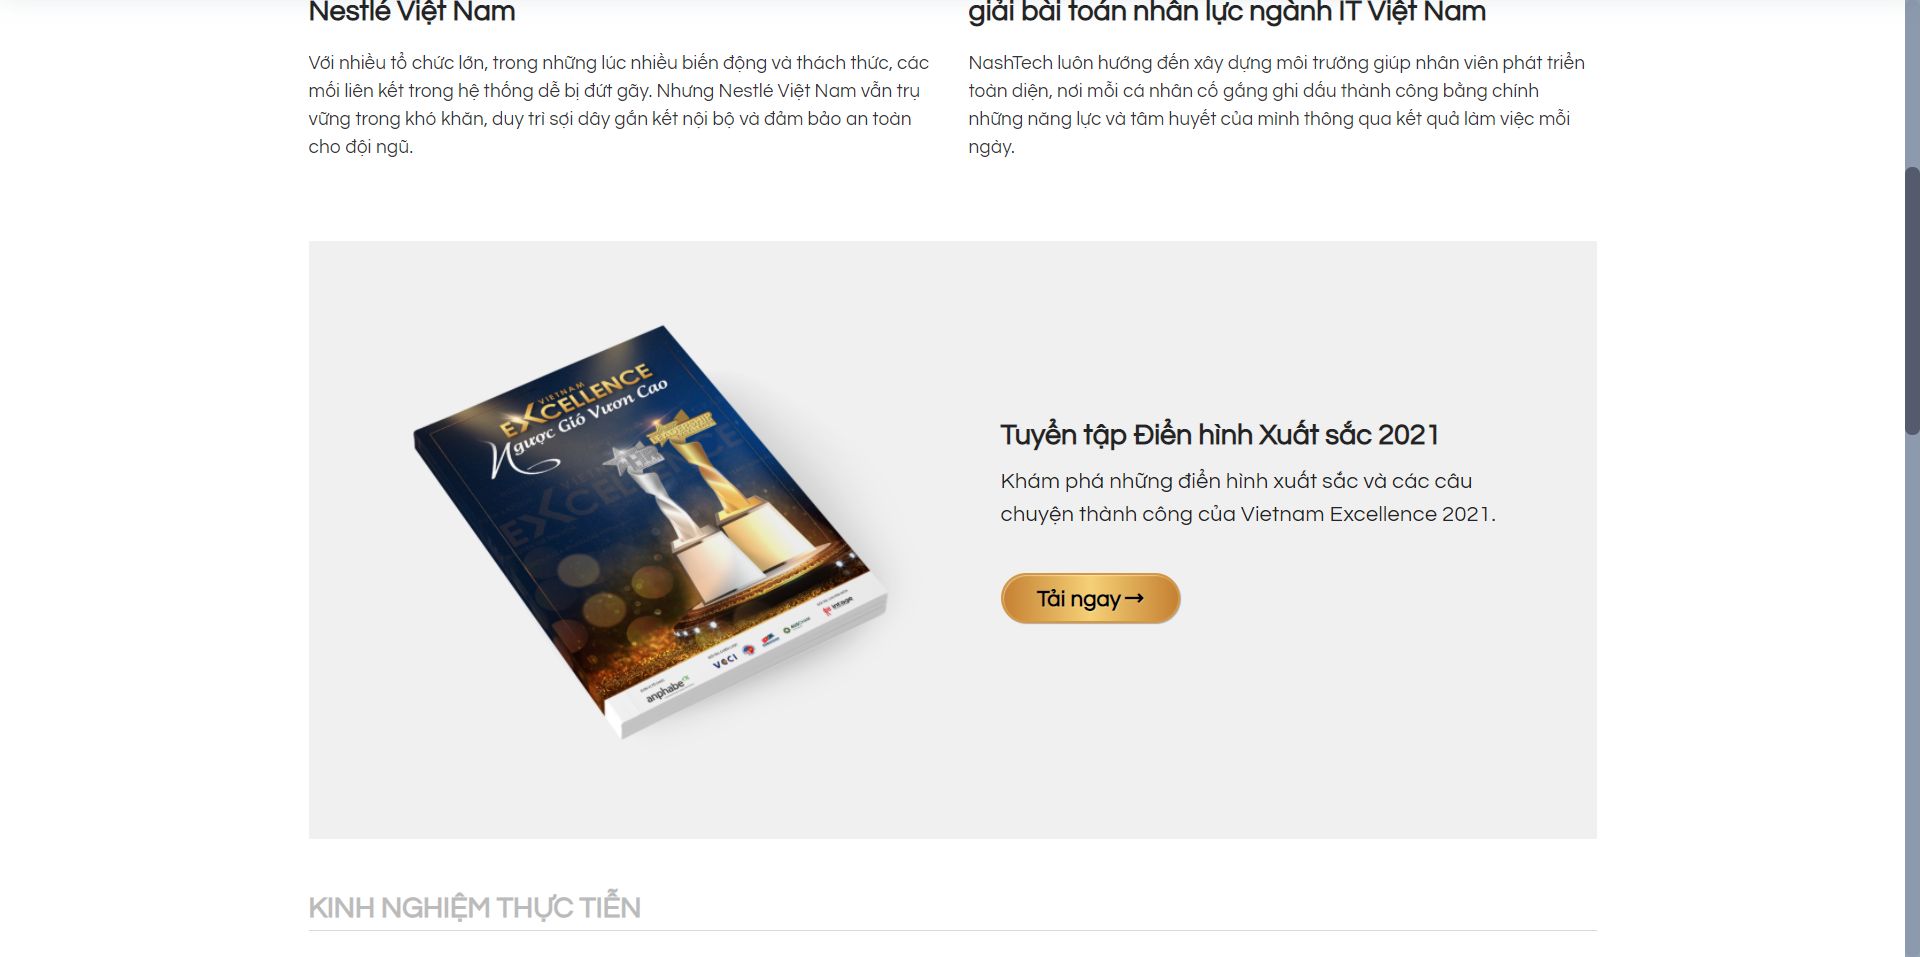 Nestlé Việt Nam
Với nhiều tổ chức lớn, trong những lúc nhiều biến động và thách thức, các
mối liên kết trong hệ thống dễ bị đứt gãy. Nhưng Nestlé Việt Nam vẫn trụ
vững trong khó khăn, duy trì sợi dây gắn kết nội bộ và đảm bảo an toàn
cho đội ngũ.
giải bài toán nhân lực ngành IT Việt Nam
NashTech luôn hướng đến xây dựng môi trường giúp nhân viên phát triển
toàn diện, nơi mỗi cá nhân cố gắng ghi dấu thành công bằng chính
những năng lực và tâm huyết của mình thông qua kết quả làm việc mỗi
ngày.
VIETNAM
EXCELLENCE
Ngược Gió Vươn Cao
VCCI
intage
anphabe
Tuyển tập Điển hình Xuất sắc 2021
Khám phá những điển hình xuất sắc và các câu
chuyện thành công của Vietnam Excellence 2021.
Tải ngay →
KINH NGHIỆM THỰC TIỄN